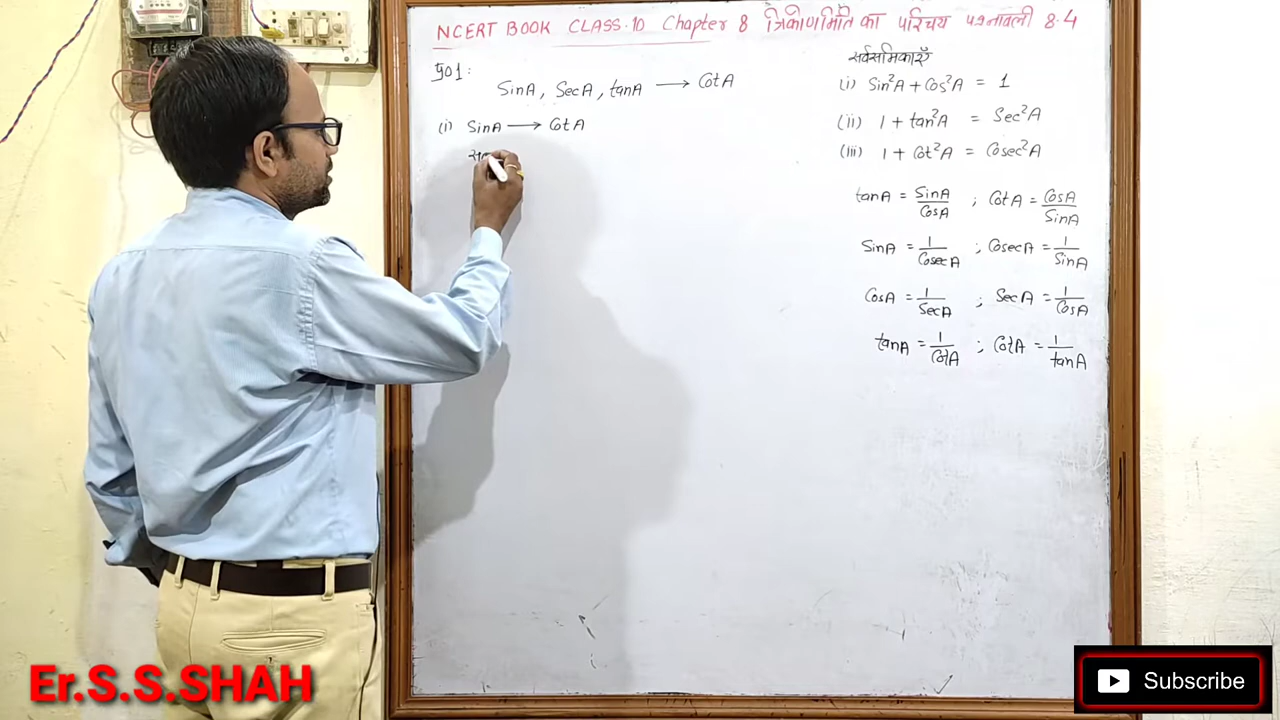 NCERT BOOK CLASS-10 Chapter 8 त्रिकोणमिति का परिचय प्रश्नावली 8.4
प्र01:
SinA, SecA, tanA → CotA
(i) SinA → CotA
सर्वसमिकाएँ
(i) Sin²A + Cos²A = 1
(ii) 1 + tan²A = Sec²A
(iii) 1 + Cot²A = Cosec²A
tanA = SinA/CosA ; CotA = CosA/SinA
SinA = 1/CosecA ; CosecA = 1/SinA
CosA = 1/SecA ; SecA = 1/CosA
tanA = 1/CotA ; CotA = 1/tanA
Er.S.S.SHAH
Subscribe